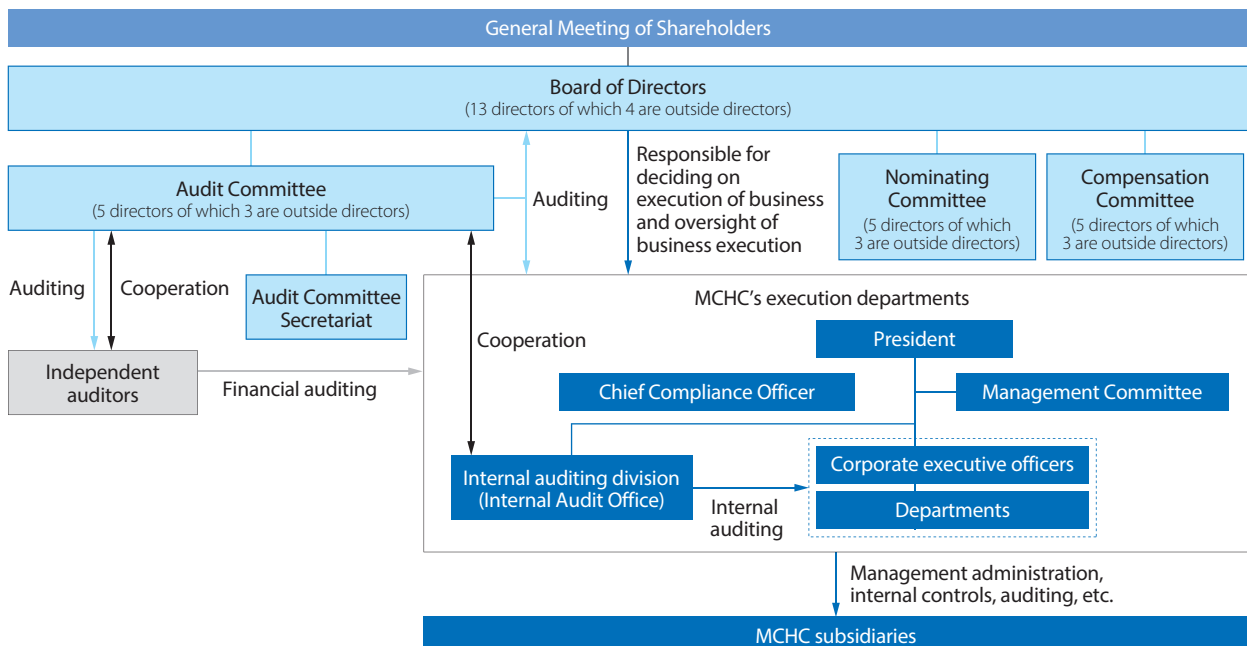 General Meeting of Shareholders
Board of Directors
(13 directors of which 4 are outside directors)
Audit Committee
(5 directors of which 3 are outside directors)
Auditing
Responsible for
deciding on
execution of business
and oversight of
business execution
Nominating
Committee
(5 directors of which
3 are outside directors)
Compensation
Committee
(5 directors of which
3 are outside directors)
Auditing
Cooperation
Audit Committee
Secretariat
Cooperation
Independent
auditors
Financial auditing
MCHC's execution departments
President
Chief Compliance Officer
Management Committee
Internal auditing division
(Internal Audit Office)
Internal
auditing
Corporate executive officers
Departments
Management administration,
internal controls, auditing, etc.
MCHC subsidiaries